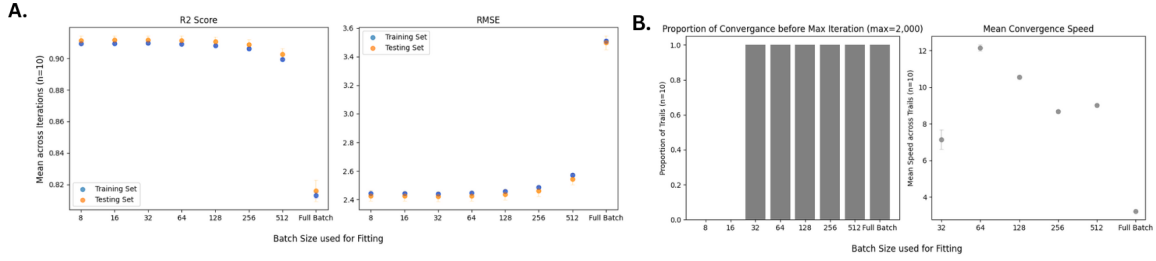 A.
R2 Score
RMSE
Mean across Iterations (n=10)
0.90
0.88
0.86
0.84
0.82
Training Set
Testing Set
8 16 32 64 128 256 512 Full Batch
3.6
3.4
3.2
3.0
2.8
2.6
2.4
Training Set
Testing Set
8 16 32 64 128 256 512 Full Batch
Batch Size used for Fitting
B.
Proportion of Convergance before Max Iteration (max=2,000)
Mean Convergence Speed
Proportion of Trails (n=10)
1.0
0.8
0.6
0.4
0.2
0.0
8 16 32 64 128 256 512 Full Batch
Mean Speed across Trails (n=10)
12
10
8
6
4
32 64 128 256 512 Full Batch
Batch Size used for Fitting